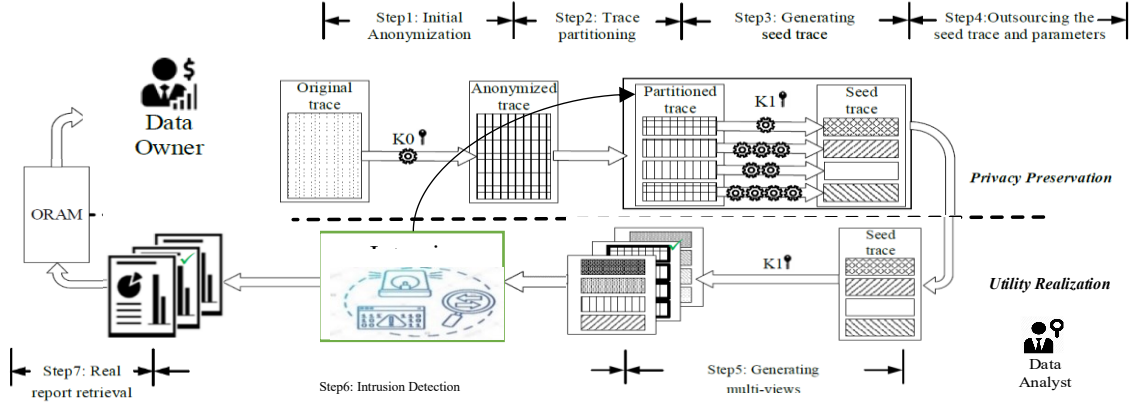 Step1: Initial
Anonymization
Step2: Trace
partitioning
Step3: Generating
seed trace
Step4:Outsourcing the
seed trace and parameters
Data
Owner
Original
trace
K0
Anonymized
trace
Partitioned
trace
K1
Seed
trace
Privacy Preservation
ORAM
Seed
trace
K1
Utility Realization
Data
Analyst
Step7: Real
report retrieval
Step6: Intrusion Detection
Step5: Generating
multi-views